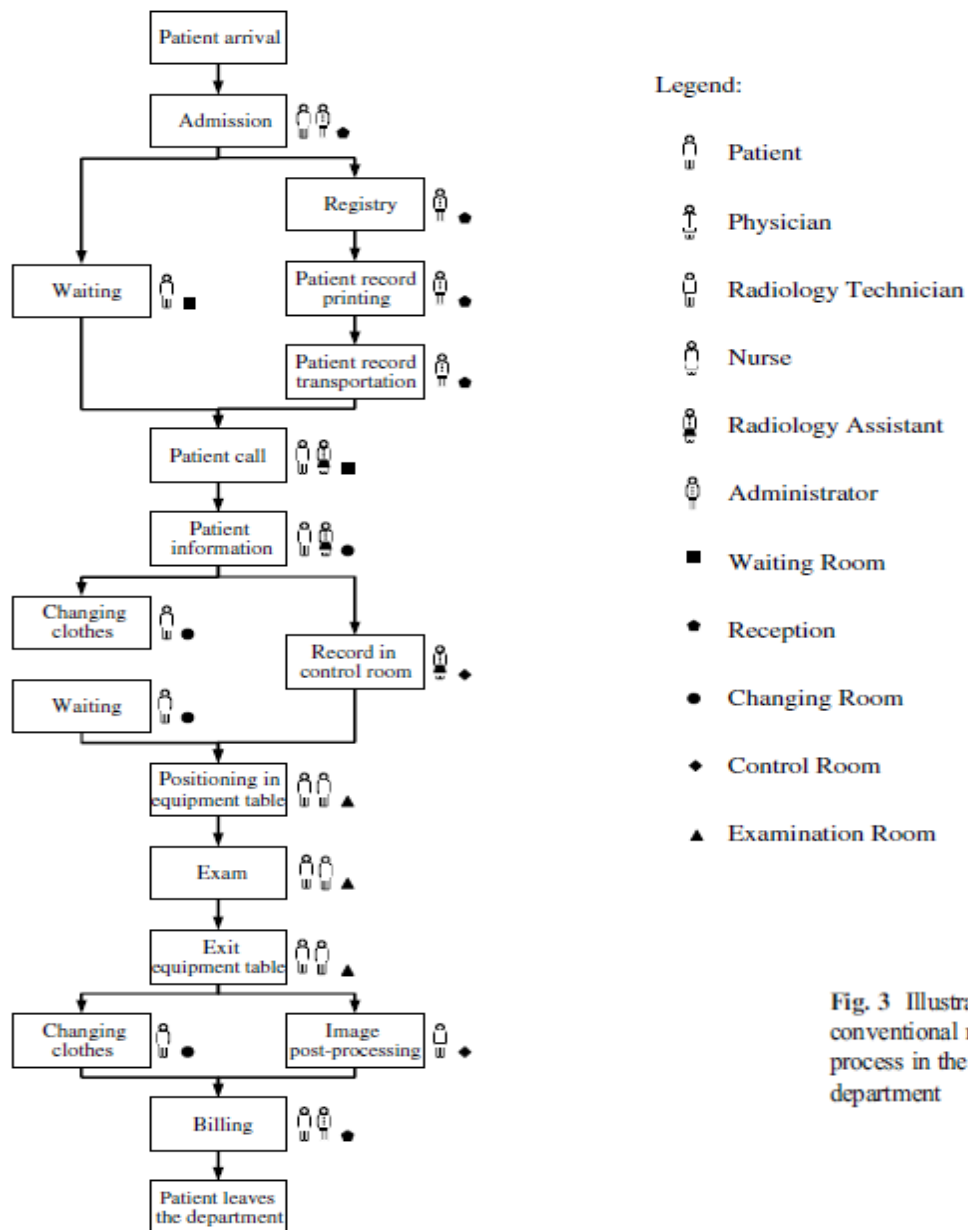 Patient arrival
Admission
Registry
Waiting
Patient record
printing
Patient record
transportation
Patient call
Patient
information
Changing
clothes
Record in
control room
Waiting
Positioning in
equipment table
Exam
Exit
equipment table
Changing
clothes
Image
post-processing
Billing
Patient leaves
the department
Legend:
Patient
Physician
Radiology Technician
Nurse
Radiology Assistant
Administrator
Waiting Room
Reception
Changing Room
Control Room
Examination Room
Fig. 3 Illustra
conventional
process in the
department